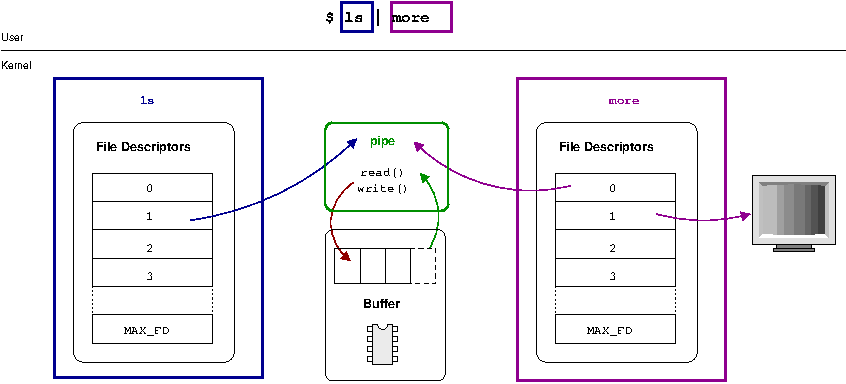 $ ls | more
User
Kernel
ls
File Descriptors
0
1
2
3
MAX_FD
pipe
read()
write()
Buffer
more
File Descriptors
0
1
2
3
MAX_FD